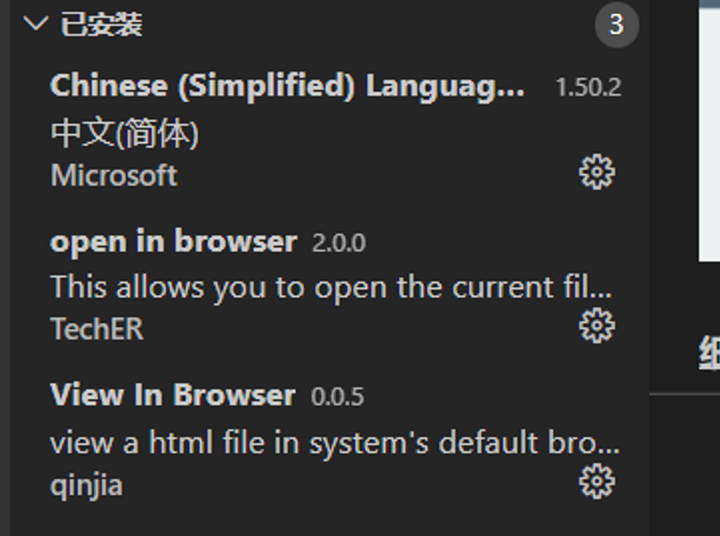 已安装 3
Chinese (Simplified) Languag... 1.50.2
中文(简体)
Microsoft
open in browser 2.0.0
This allows you to open the current fil...
TechER
View In Browser 0.0.5
view a html file in system's default bro...
qinjia